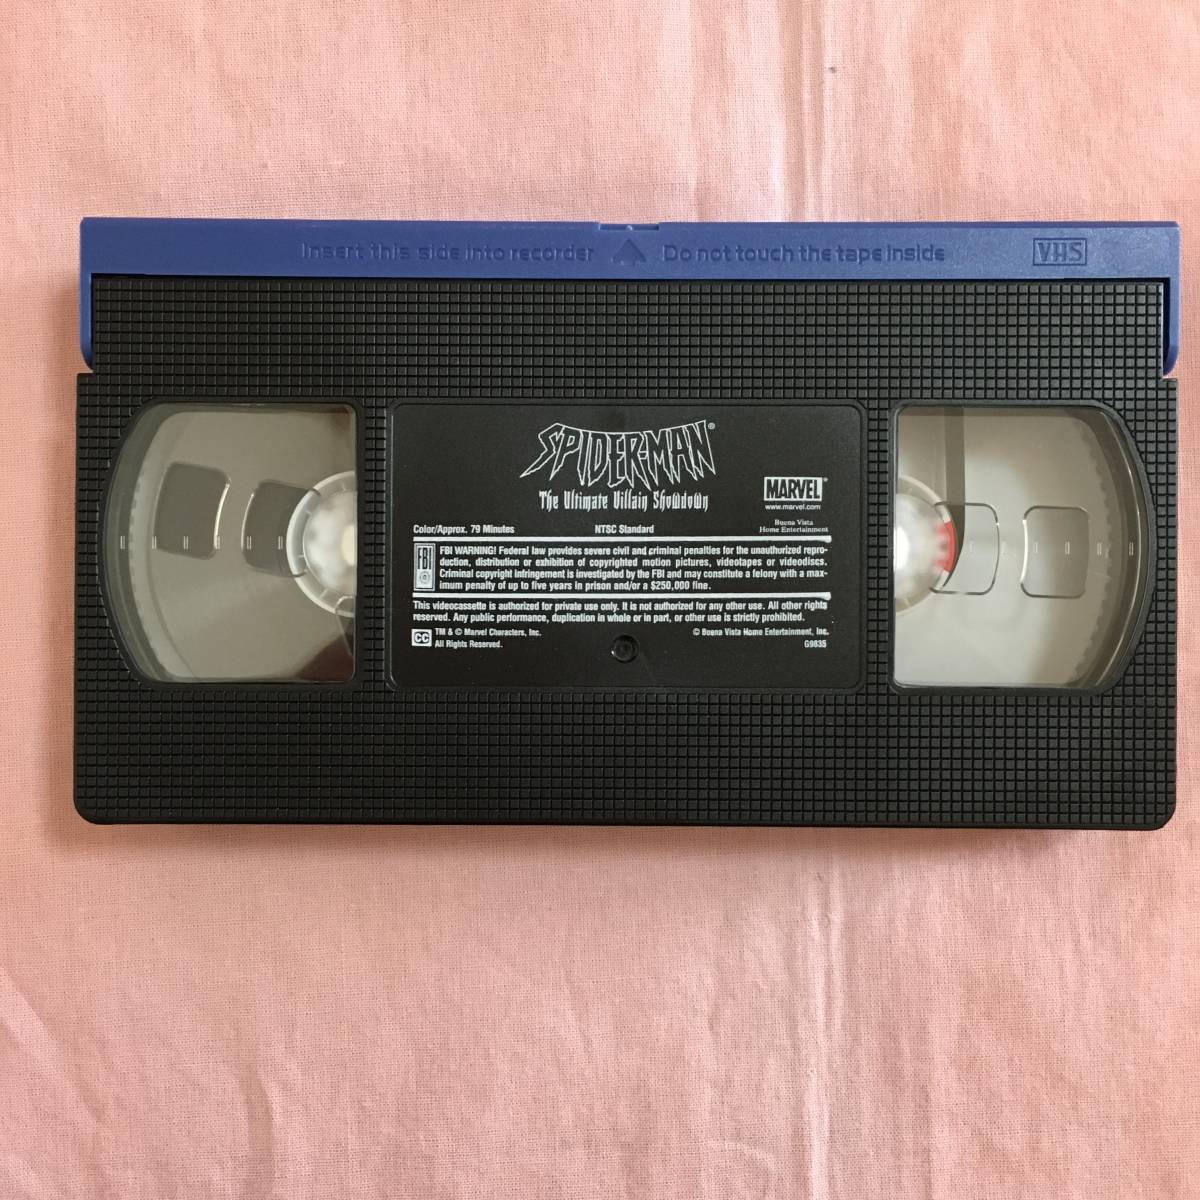 Insert this side into recorder Do not touch the tape inside VHS
SPIDER-MAN®
The Ultimate Villain Showdown
MARVEL®
www.marvel.com
Color/Approx. 79 Minutes NTSC Standard Buena Vista
Home Entertainment
FBI
FBI WARNING! Federal law provides severe civil and criminal penalties for the unauthorized repro-
duction, distribution or exhibition of copyrighted motion pictures, videotapes or videodiscs.
Criminal copyright infringement is investigated by the FBI and may constitute a felony with a max-
imum penalty of up to five years in prison and/or a $250,000 fine.
This videocassette is authorized for private use only. It is not authorized for any other use. All other rights
reserved. Any public performance, duplication in whole or in part, or other use is strictly prohibited.
CC TM & © Marvel Characters, Inc. © Buena Vista Home Entertainment, Inc.
All Rights Reserved. G9835